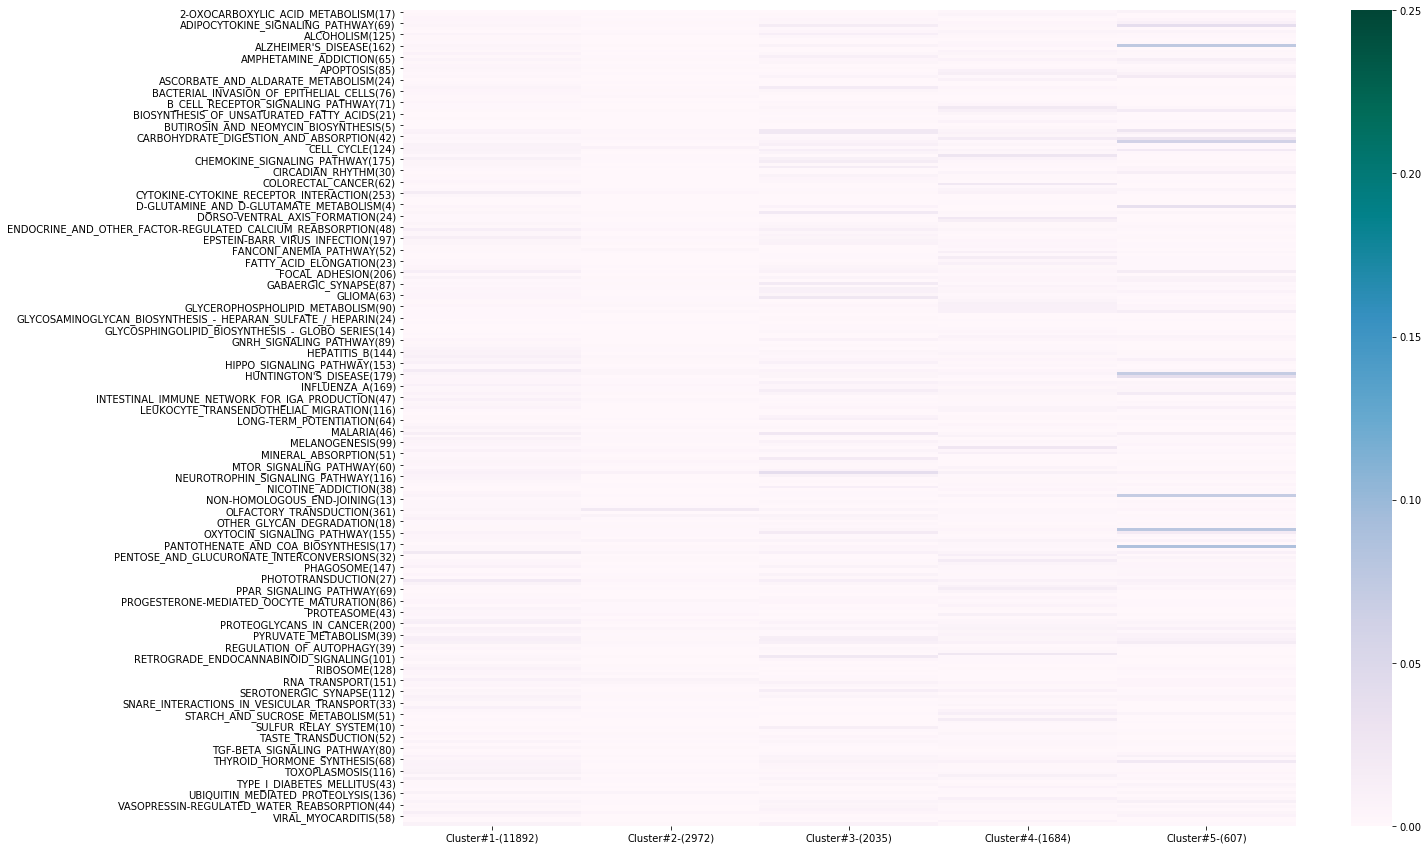 2-OXOCARBOXYLIC_ACID_METABOLISM(17)
ADIPOCYTOKINE_SIGNALING_PATHWAY(69)
ALCOHOLISM(125)
ALZHEIMER'S_DISEASE(162)
AMPHETAMINE_ADDICTION(65)
APOPTOSIS(85)
ASCORBATE_AND_ALDARATE_METABOLISM(24)
BACTERIAL_INVASION_OF_EPITHELIAL_CELLS(76)
B_CELL_RECEPTOR_SIGNALING_PATHWAY(71)
BIOSYNTHESIS_OF_UNSATURATED_FATTY_ACIDS(21)
BUTIROSIN_AND_NEOMYCIN_BIOSYNTHESIS(5)
CARBOHYDRATE_DIGESTION_AND_ABSORPTION(42)
CELL_CYCLE(124)
CHEMOKINE_SIGNALING_PATHWAY(175)
CIRCADIAN_RHYTHM(30)
COLORECTAL_CANCER(62)
CYTOKINE-CYTOKINE_RECEPTOR_INTERACTION(253)
D-GLUTAMINE_AND_D-GLUTAMATE_METABOLISM(4)
DORSO-VENTRAL_AXIS_FORMATION(24)
ENDOCRINE_AND_OTHER_FACTOR-REGULATED_CALCIUM_REABSORPTION(48)
EPSTEIN-BARR_VIRUS_INFECTION(197)
FANCONI_ANEMIA_PATHWAY(52)
FATTY_ACID_ELONGATION(23)
FOCAL_ADHESION(206)
GABAERGIC_SYNAPSE(87)
GLIOMA(63)
GLYCEROPHOSPHOLIPID_METABOLISM(90)
GLYCOSAMINOGLYCAN_BIOSYNTHESIS_-_HEPARAN_SULFATE_/_HEPARIN(24)
GLYCOSPHINGOLIPID_BIOSYNTHESIS_-_GLOBO_SERIES(14)
GNRH_SIGNALING_PATHWAY(89)
HEPATITIS_B(144)
HIPPO_SIGNALING_PATHWAY(153)
HUNTINGTON'S_DISEASE(179)
INFLUENZA_A(169)
INTESTINAL_IMMUNE_NETWORK_FOR_IGA_PRODUCTION(47)
LEUKOCYTE_TRANSENDOTHELIAL_MIGRATION(116)
LONG-TERM_POTENTIATION(64)
MALARIA(46)
MELANOGENESIS(99)
MINERAL_ABSORPTION(51)
MTOR_SIGNALING_PATHWAY(60)
NEUROTROPHIN_SIGNALING_PATHWAY(116)
NICOTINE_ADDICTION(38)
NON-HOMOLOGOUS_END-JOINING(13)
OLFACTORY_TRANSDUCTION(361)
OTHER_GLYCAN_DEGRADATION(18)
OXYTOCIN_SIGNALING_PATHWAY(155)
PANTOTHENATE_AND_COA_BIOSYNTHESIS(17)
PENTOSE_AND_GLUCURONATE_INTERCONVERSIONS(32)
PHAGOSOME(147)
PHOTOTRANSDUCTION(27)
PPAR_SIGNALING_PATHWAY(69)
PROGESTERONE-MEDIATED_OOCYTE_MATURATION(86)
PROTEASOME(43)
PROTEOGLYCANS_IN_CANCER(200)
PYRUVATE_METABOLISM(39)
REGULATION_OF_AUTOPHAGY(39)
RETROGRADE_ENDOCANNABINOID_SIGNALING(101)
RIBOSOME(128)
RNA_TRANSPORT(151)
SEROTONERGIC_SYNAPSE(112)
SNARE_INTERACTIONS_IN_VESICULAR_TRANSPORT(33)
STARCH_AND_SUCROSE_METABOLISM(51)
SULFUR_RELAY_SYSTEM(10)
TASTE_TRANSDUCTION(52)
TGF-BETA_SIGNALING_PATHWAY(80)
THYROID_HORMONE_SYNTHESIS(68)
TOXOPLASMOSIS(116)
TYPE_I_DIABETES_MELLITUS(43)
UBIQUITIN_MEDIATED_PROTEOLYSIS(136)
VASOPRESSIN-REGULATED_WATER_REABSORPTION(44)
VIRAL_MYOCARDITIS(58)
Cluster#1-(11892) Cluster#2-(2972) Cluster#3-(2035) Cluster#4-(1684) Cluster#5-(607)
0.25
0.20
0.15
0.10
0.05
0.00